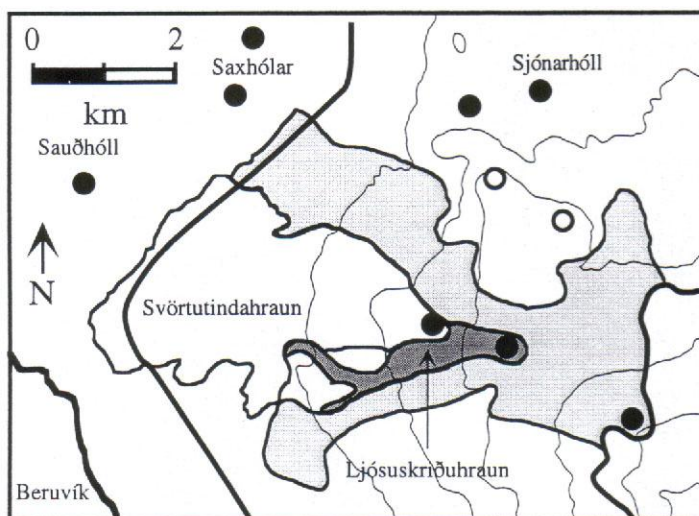 0 2
km
Saxhólar
Sjónarhóll
Sauðhóll
N
Svörtutindahraun
Ljósuskriðuhraun
Beruvík